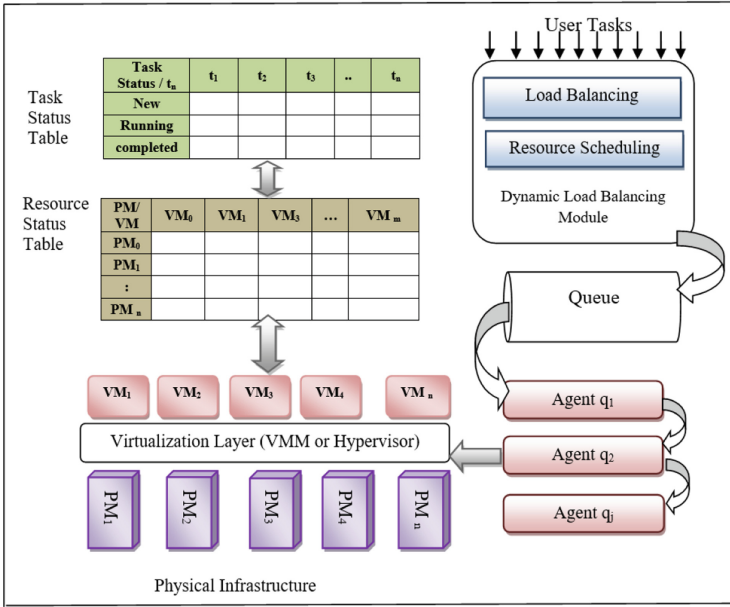 User Tasks
Task Status Table
Task Status / tₙ t₁ t₂ t₃ .. tₙ
New
Running
completed
Load Balancing
Resource Scheduling
Dynamic Load Balancing
Module
Resource Status Table
PM/ VM VM₀ VM₁ VM₃ ... VM ₘ
PM₀
PM₁
:
PM ₙ
Queue
VM₁ VM₂ VM₃ VM₄ VM ₙ
Virtualization Layer (VMM or Hypervisor)
PM₁ PM₂ PM₃ PM₄ PM ₙ
Agent q₁
Agent q₂
Agent qⱼ
Physical Infrastructure